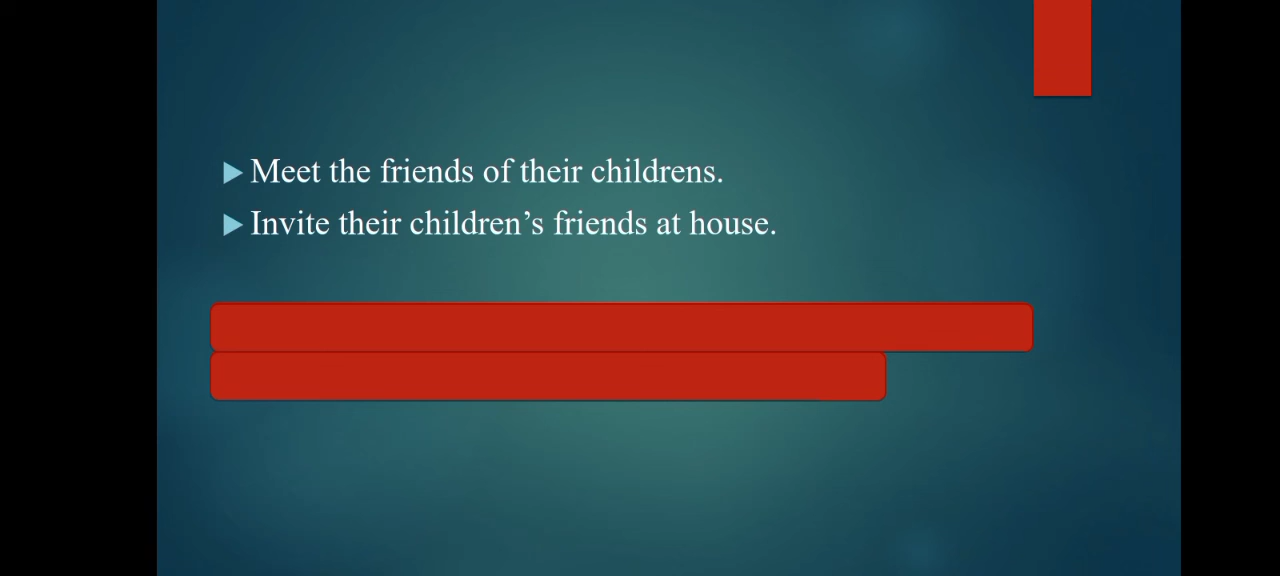 Meet the friends of their childrens.
Invite their children’s friends at house.